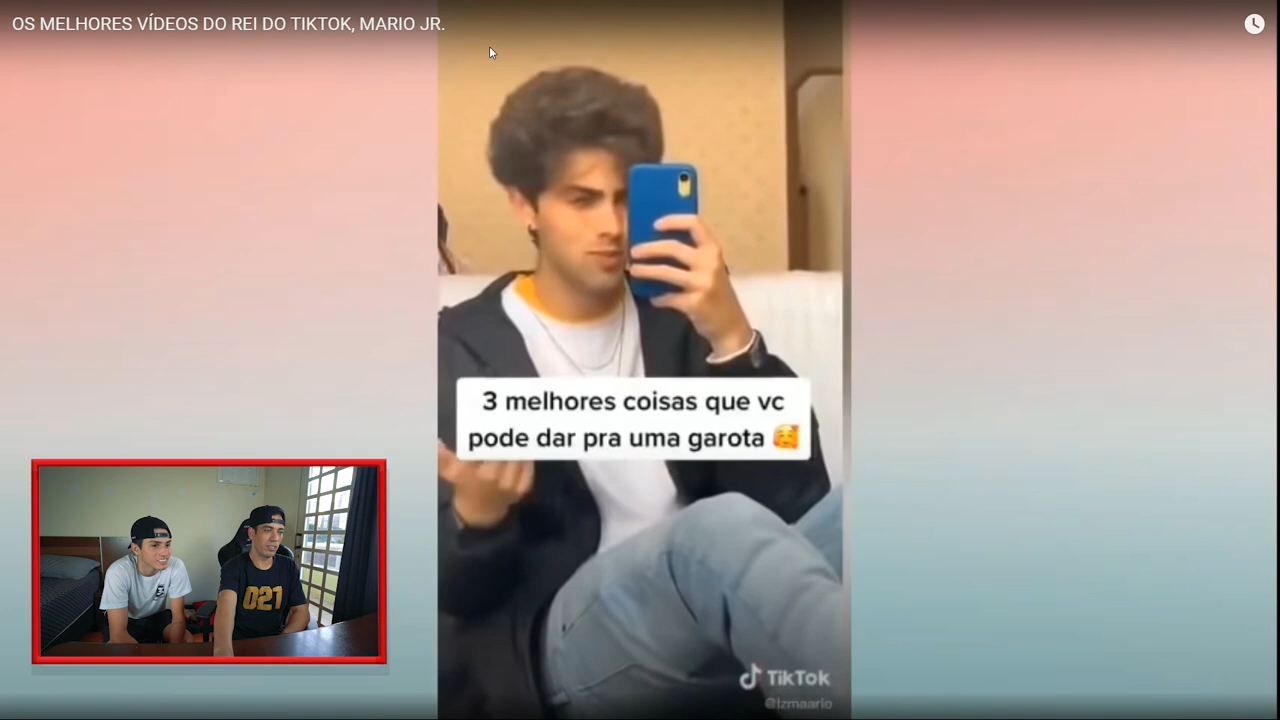 OS MELHORES VÍDEOS DO REI DO TIKTOK, MARIO JR.
3 melhores coisas que vc
pode dar pra uma garota 🥰
021
TikTok
@izmaario